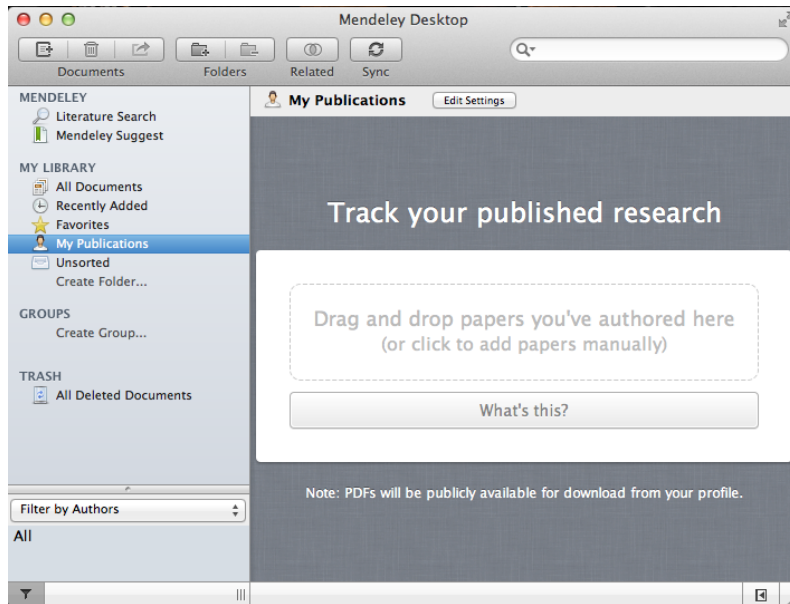 Mendeley Desktop
Documents
Folders
Related
Sync
MENDELEY
Literature Search
Mendeley Suggest
MY LIBRARY
All Documents
Recently Added
Favorites
My Publications
Unsorted
Create Folder...
GROUPS
Create Group...
TRASH
All Deleted Documents
Filter by Authors
All
My Publications
Edit Settings
Track your published research
Drag and drop papers you've authored here
(or click to add papers manually)
What's this?
Note: PDFs will be publicly available for download from your profile.